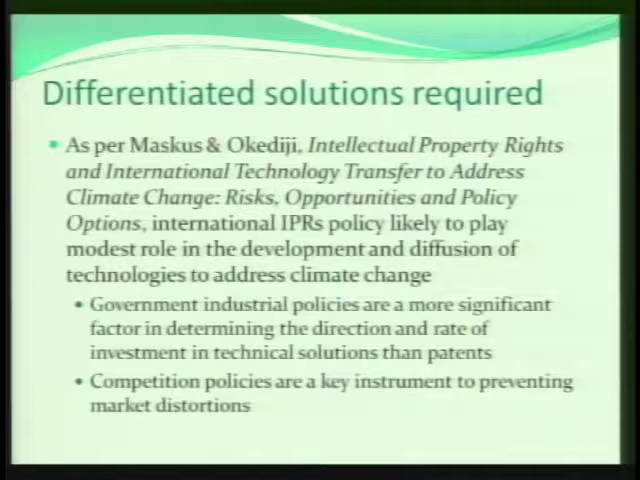 Differentiated solutions required
As per Maskus & Okediji, Intellectual Property Rights
and International Technology Transfer to Address
Climate Change: Risks, Opportunities and Policy
Options, international IPRs policy likely to play
modest role in the development and diffusion of
technologies to address climate change
Government industrial policies are a more significant
factor in determining the direction and rate of
investment in technical solutions than patents
Competition policies are a key instrument to preventing
market distortions